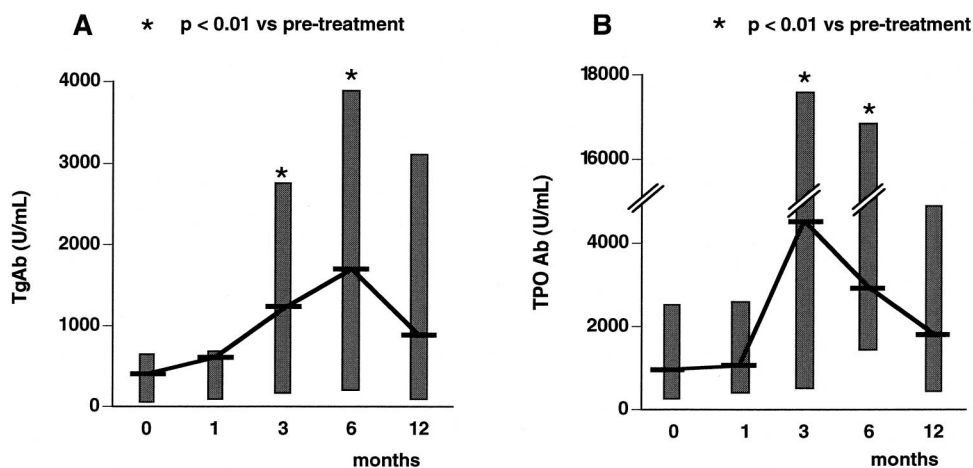 A * p < 0.01 vs pre-treatment
TgAb (U/mL)
4000
3000
2000
1000
0
* *
0 1 3 6 12
months
B * p < 0.01 vs pre-treatment
TPO Ab (U/mL)
18000
16000
4000
2000
0
* *
0 1 3 6 12
months